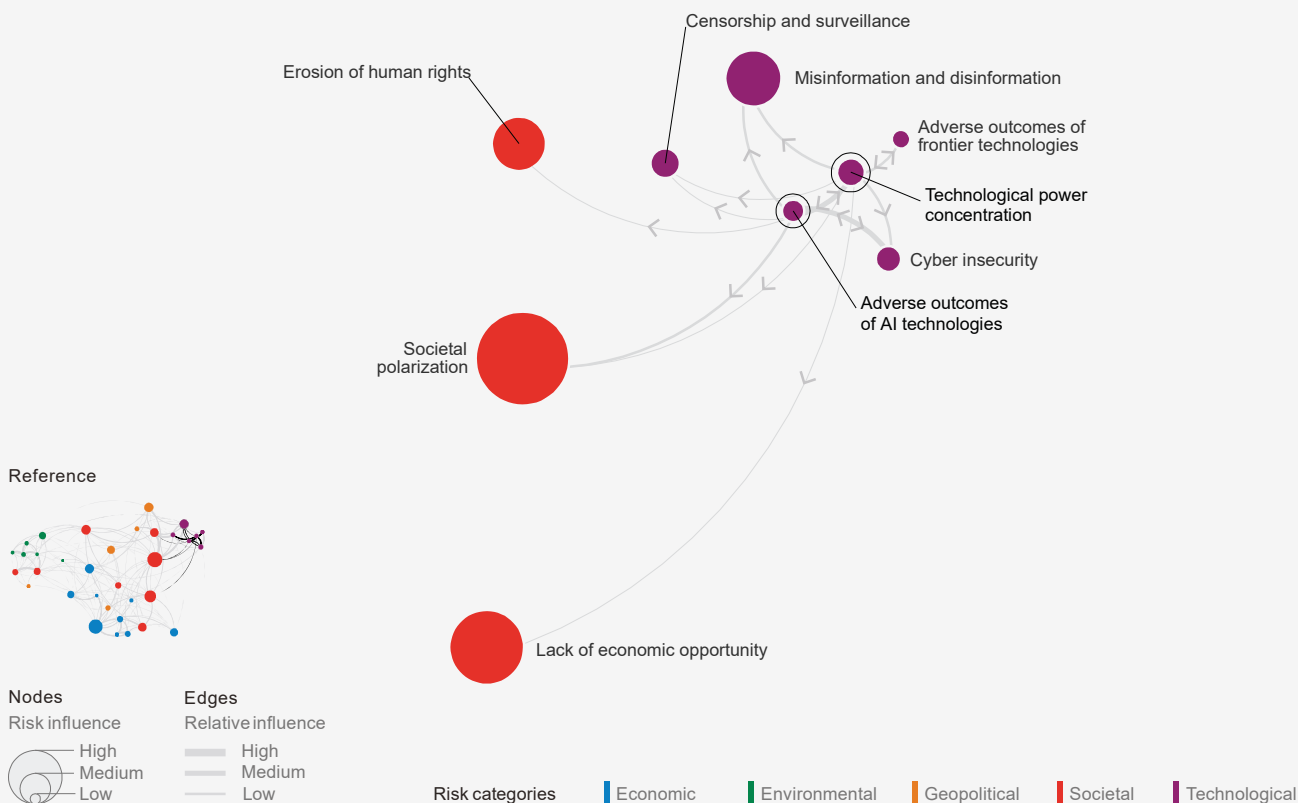 Censorship and surveillance
Erosion of human rights
Misinformation and disinformation
Adverse outcomes of
frontier technologies
Technological power
concentration
Cyber insecurity
Adverse outcomes
of AI technologies
Societal
polarization
Lack of economic opportunity
Reference
Nodes
Risk influence
High
Medium
Low
Edges
Relative influence
High
Medium
Low
Risk categories
Economic
Environmental
Geopolitical
Societal
Technological